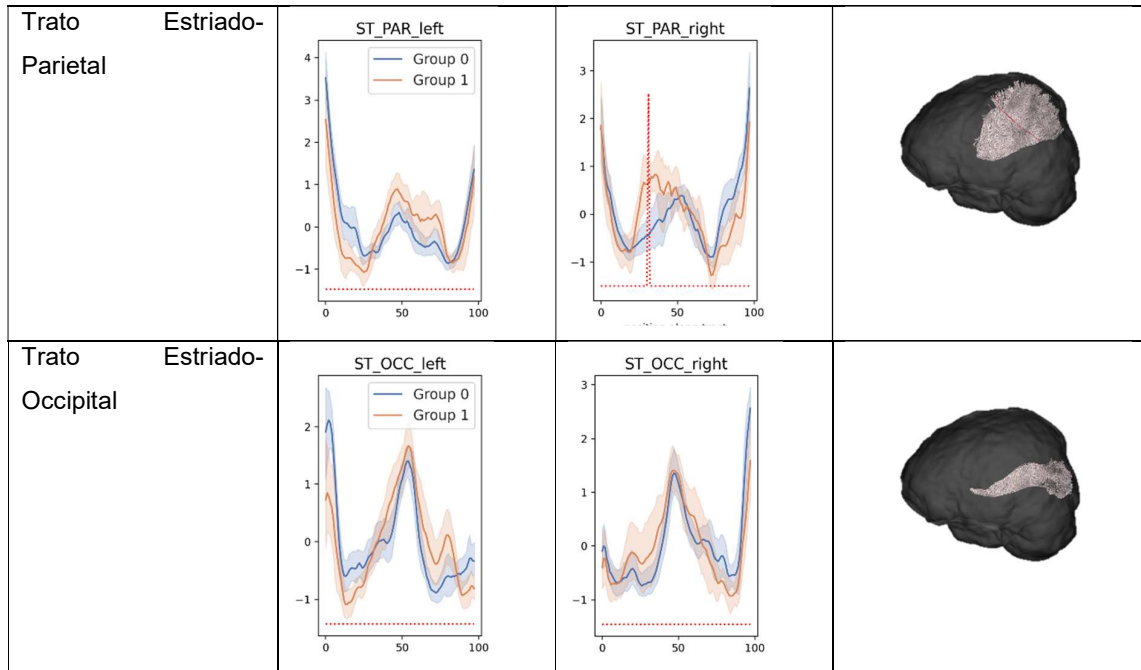 Trato Estriado-
Parietal
ST_PAR_left
Group 0
Group 1
4
3
2
1
0
−1
0 50 100
ST_PAR_right
3
2
1
0
−1
0 50 100
Trato Estriado-
Occipital
ST_OCC_left
Group 0
Group 1
2
1
0
−1
0 50 100
ST_OCC_right
3
2
1
0
−1
0 50 100